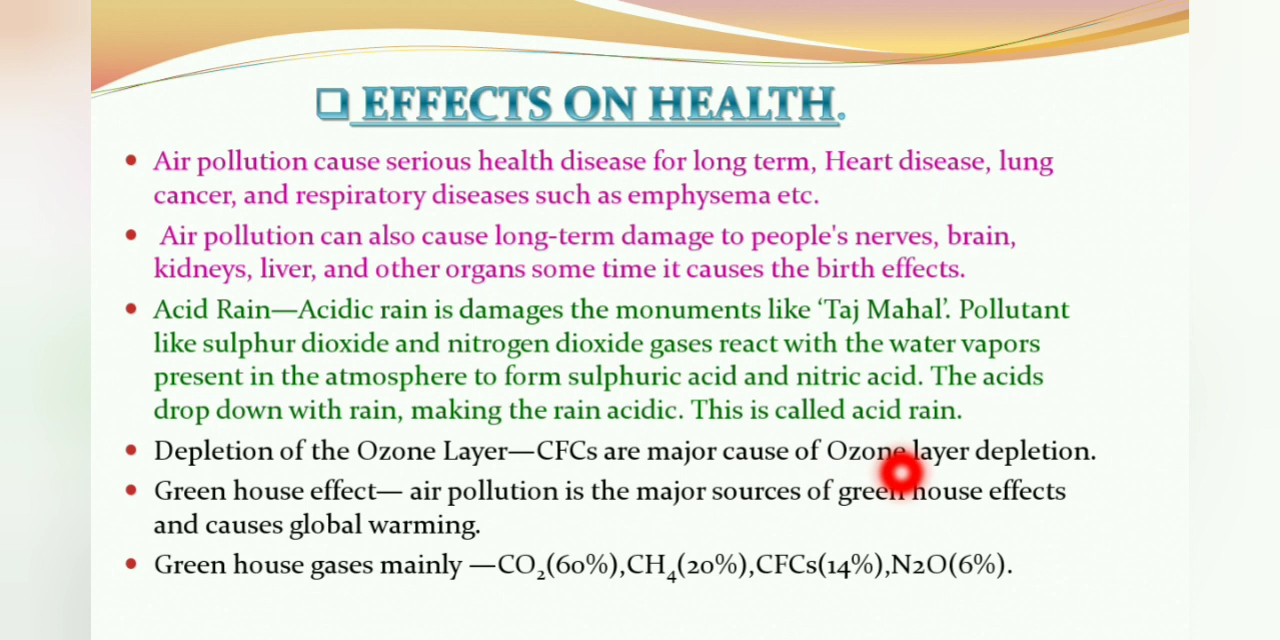 ❑ EFFECTS ON HEALTH.
• Air pollution cause serious health disease for long term, Heart disease, lung
cancer, and respiratory diseases such as emphysema etc.
• Air pollution can also cause long-term damage to people's nerves, brain,
kidneys, liver, and other organs some time it causes the birth effects.
• Acid Rain—Acidic rain is damages the monuments like ‘Taj Mahal’. Pollutant
like sulphur dioxide and nitrogen dioxide gases react with the water vapors
present in the atmosphere to form sulphuric acid and nitric acid. The acids
drop down with rain, making the rain acidic. This is called acid rain.
• Depletion of the Ozone Layer—CFCs are major cause of Ozone layer depletion.
• Green house effect— air pollution is the major sources of green house effects
and causes global warming.
• Green house gases mainly —CO₂(60%),CH₄(20%),CFCs(14%),N2O(6%).